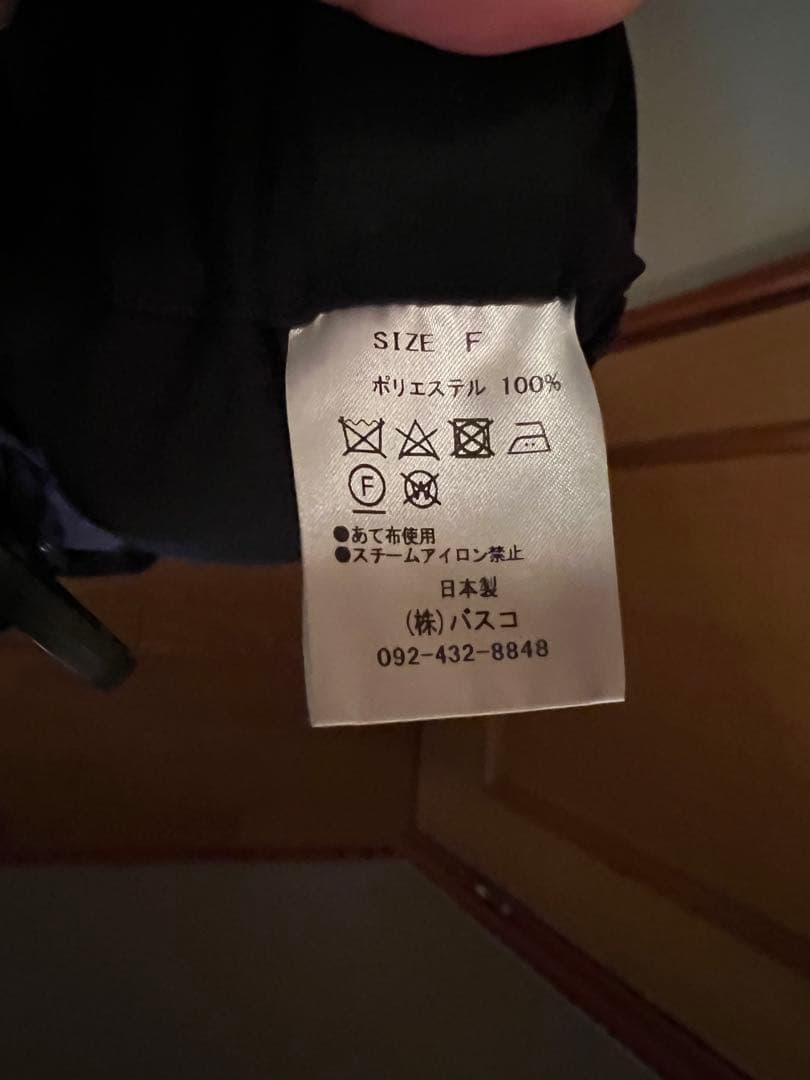 SIZE F
ポリエステル 100%
F W
●あて布使用
●スチームアイロン禁止
日本製
(株)パスコ
092-432-8848